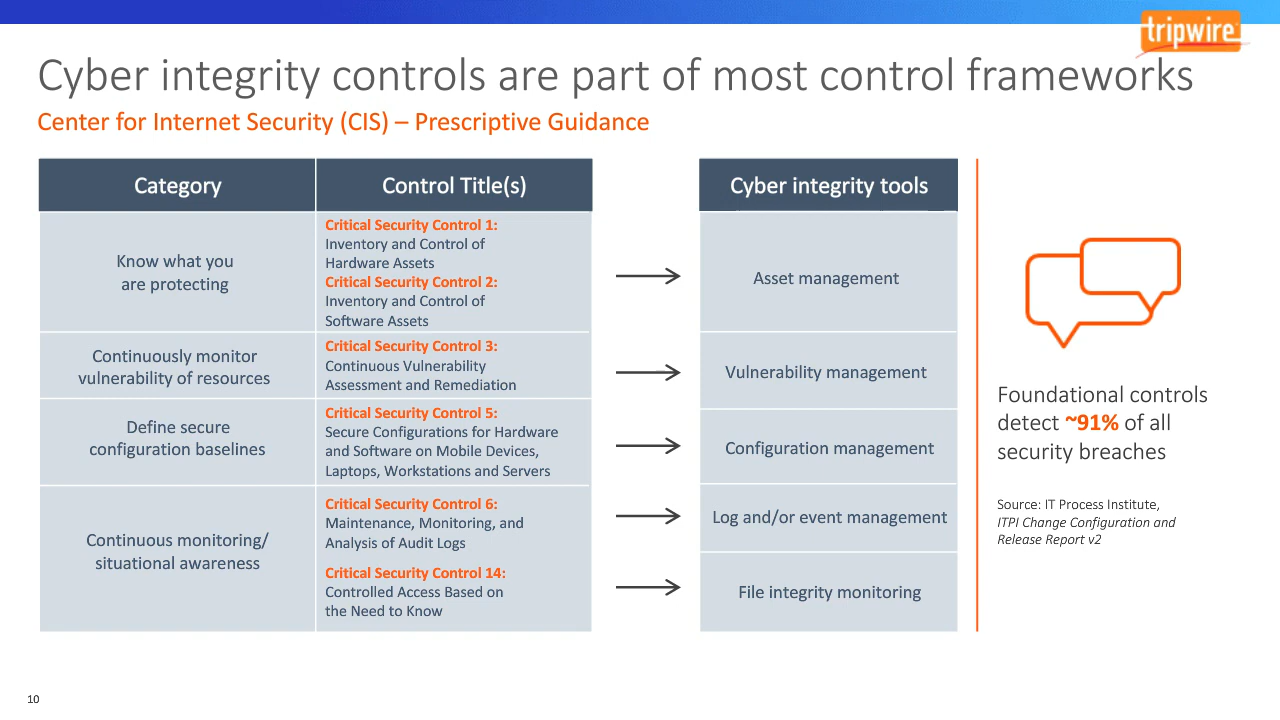 tripwire
Cyber integrity controls are part of most control frameworks
Center for Internet Security (CIS) – Prescriptive Guidance
Category
Control Title(s)
Cyber integrity tools
Know what you
are protecting
Critical Security Control 1:
Inventory and Control of
Hardware Assets
Critical Security Control 2:
Inventory and Control of
Software Assets
Asset management
Continuously monitor
vulnerability of resources
Critical Security Control 3:
Continuous Vulnerability
Assessment and Remediation
Vulnerability management
Define secure
configuration baselines
Critical Security Control 5:
Secure Configurations for Hardware
and Software on Mobile Devices,
Laptops, Workstations and Servers
Configuration management
Continuous monitoring/
situational awareness
Critical Security Control 6:
Maintenance, Monitoring, and
Analysis of Audit Logs
Log and/or event management
Critical Security Control 14:
Controlled Access Based on
the Need to Know
File integrity monitoring
Foundational controls
detect ~91% of all
security breaches
Source: IT Process Institute,
ITPI Change Configuration and
Release Report v2
10